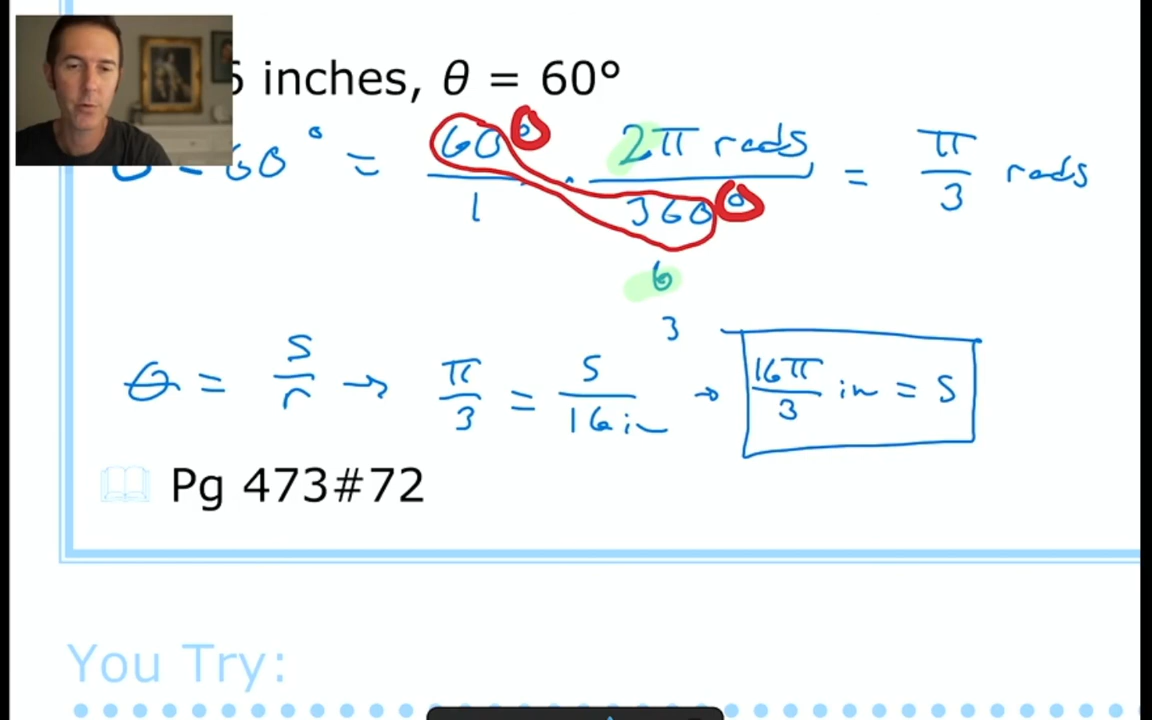 6 inches, θ = 60°
θ = 60° = 60°/1 · 2π rads/360° = π/3 rads
6
3
θ = s/r → π/3 = s/16 in → 16π/3 in = s
Pg 473#72
You Try: